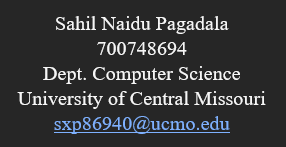 Sahil Naidu Pagadala
700748694
Dept. Computer Science
University of Central Missouri
sxp86940@ucmo.edu